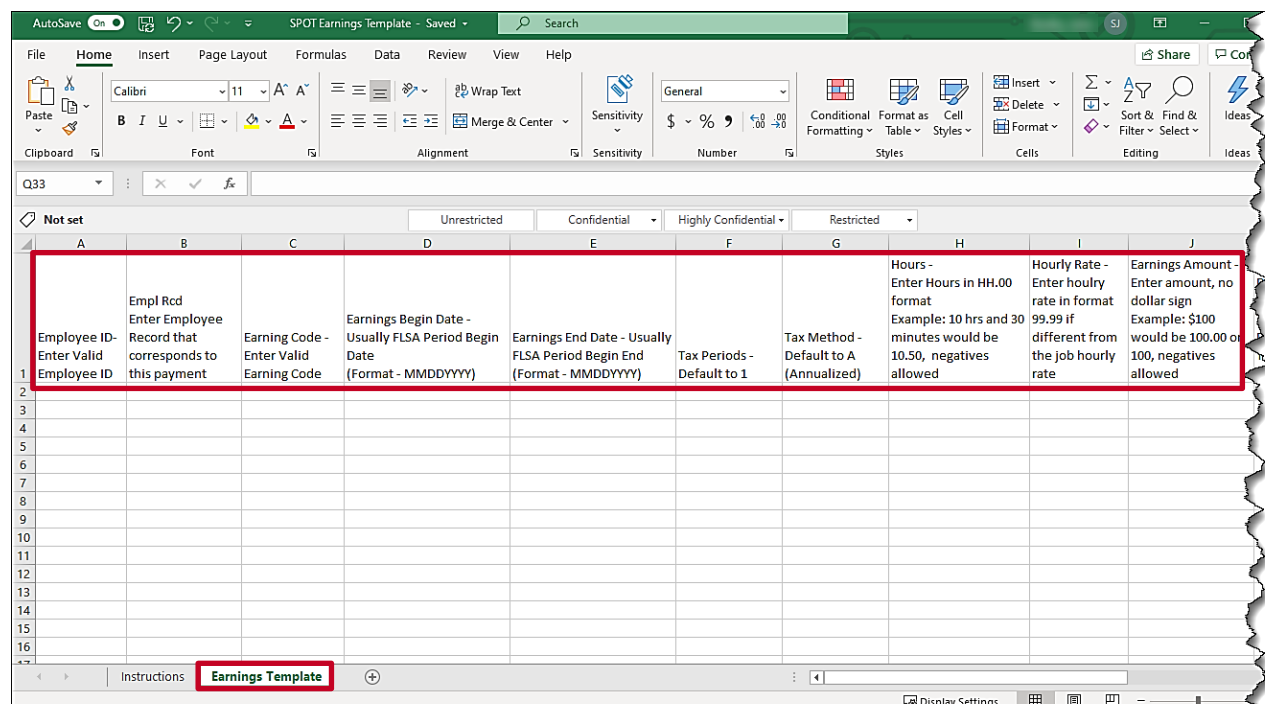 AutoSave On SPOT Earnings Template - Saved Search SJ
File Home Insert Page Layout Formulas Data Review View Help Share
Calibri 11 A^ A˅ Wrap Text General Insert
Paste B I U A Merge & Center Sensitivity $ % 9 Conditional Formatting Format as Table Cell Styles Delete Sort & Filter Find & Select Ideas
Format
Clipboard Font Alignment Sensitivity Number Styles Cells Editing Ideas
Q33 fx
Not set Unrestricted Confidential Highly Confidential Restricted
A B C D E F G H I J
1
Employee ID-
Enter Valid
Employee ID
Empl Rcd
Enter Employee
Record that
corresponds to
this payment
Earning Code -
Enter Valid
Earning Code
Earnings Begin Date -
Usually FLSA Period Begin
Date
(Format - MMDDYYYY)
Earnings End Date - Usually
FLSA Period Begin End
(Format - MMDDYYYY)
Tax Periods -
Default to 1
Tax Method -
Default to A
(Annualized)
Hours -
Enter Hours in HH.00
format
Example: 10 hrs and 30
minutes would be
10.50, negatives
allowed
Hourly Rate -
Enter houlry
rate in format
99.99 if
different from
the job hourly
rate
Earnings Amount -
Enter amount, no
dollar sign
Example: $100
would be 100.00 or
100, negatives
allowed
2
3
4
5
6
7
8
9
10
11
12
13
14
15
16
Instructions Earnings Template
Display Settings